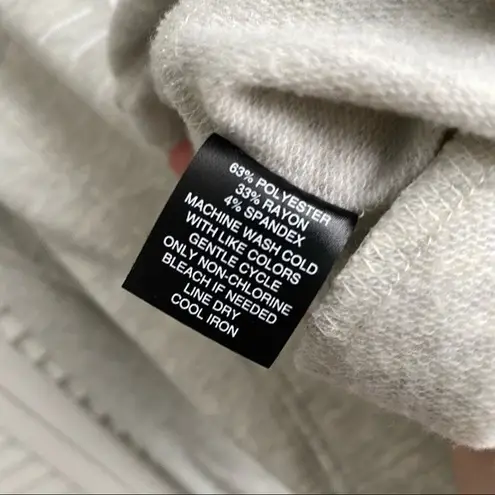 63% POLYESTER
33% RAYON
4% SPANDEX
MACHINE WASH COLD
WITH LIKE COLORS
GENTLE CYCLE
ONLY NON-CHLORINE
BLEACH IF NEEDED
LINE DRY
COOL IRON